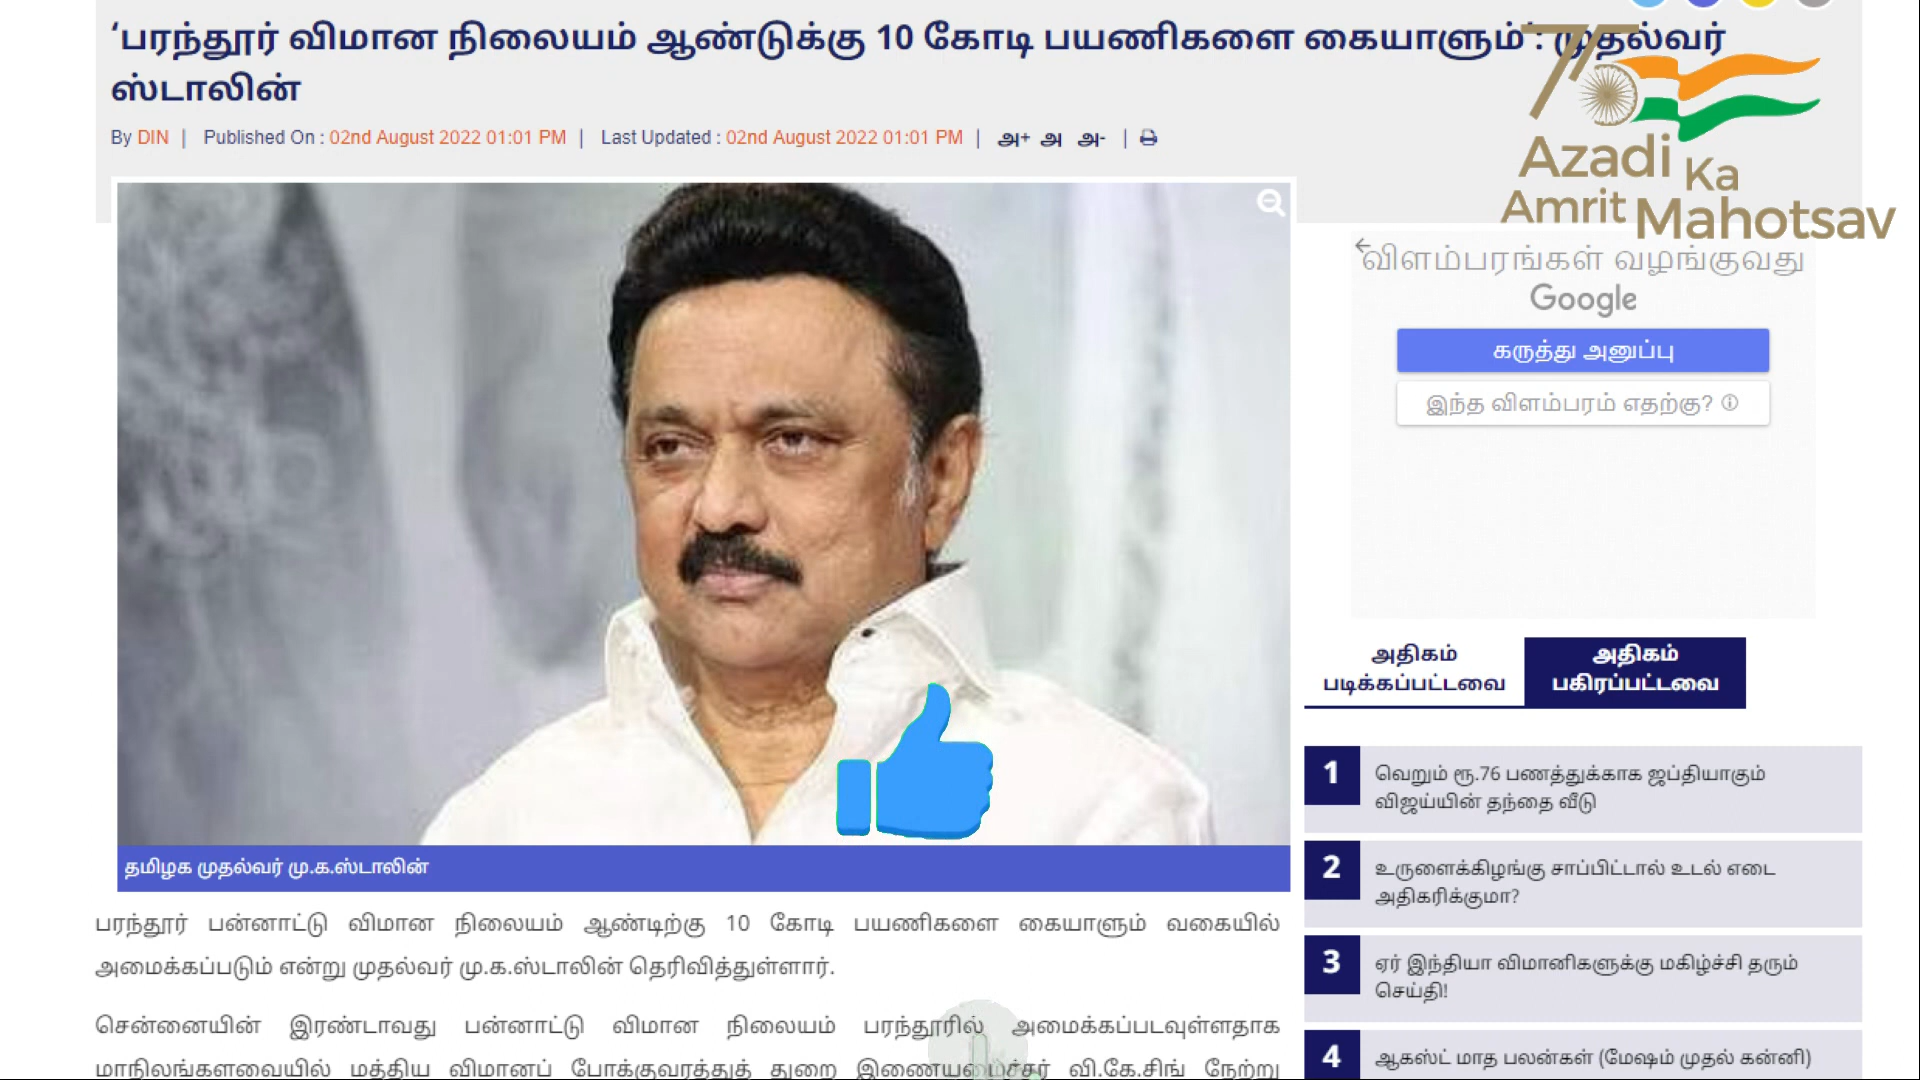 ‘பரந்தூர் விமான நிலையம் ஆண்டுக்கு 10 கோடி பயணிகளை கையாளும்’: முதல்வர்
ஸ்டாலின்
By DIN | Published On : 02nd August 2022 01:01 PM | Last Updated : 02nd August 2022 01:01 PM | அ+ அ அ- |
75
Azadi Ka
Amrit Mahotsav
விளம்பரங்கள் வழங்குவது
Google
கருத்து அனுப்பு
இந்த விளம்பரம் எதற்கு?
தமிழக முதல்வர் மு.க.ஸ்டாலின்
பரந்தூர் பன்னாட்டு விமான நிலையம் ஆண்டிற்கு 10 கோடி பயணிகளை கையாளும் வகையில்
அமைக்கப்படும் என்று முதல்வர் மு.க.ஸ்டாலின் தெரிவித்துள்ளார்.
சென்னையின் இரண்டாவது பன்னாட்டு விமான நிலையம் பரந்தூரில் அமைக்கப்படவுள்ளதாக
மாநிலங்களவையில் மத்திய விமானப் போக்குவரத்துத் துறை இணையமைச்சர் வி.கே.சிங் நேற்று
அதிகம்
படிக்கப்பட்டவை
அதிகம்
பகிரப்பட்டவை
1 வெறும் ரூ.76 பணத்துக்காக ஜப்தியாகும்
விஜய்யின் தந்தை வீடு
2 உருளைக்கிழங்கு சாப்பிட்டால் உடல் எடை
அதிகரிக்குமா?
3 ஏர் இந்தியா விமானிகளுக்கு மகிழ்ச்சி தரும்
செய்தி!
4 ஆகஸ்ட் மாத பலன்கள் (மேஷம் முதல் கன்னி)